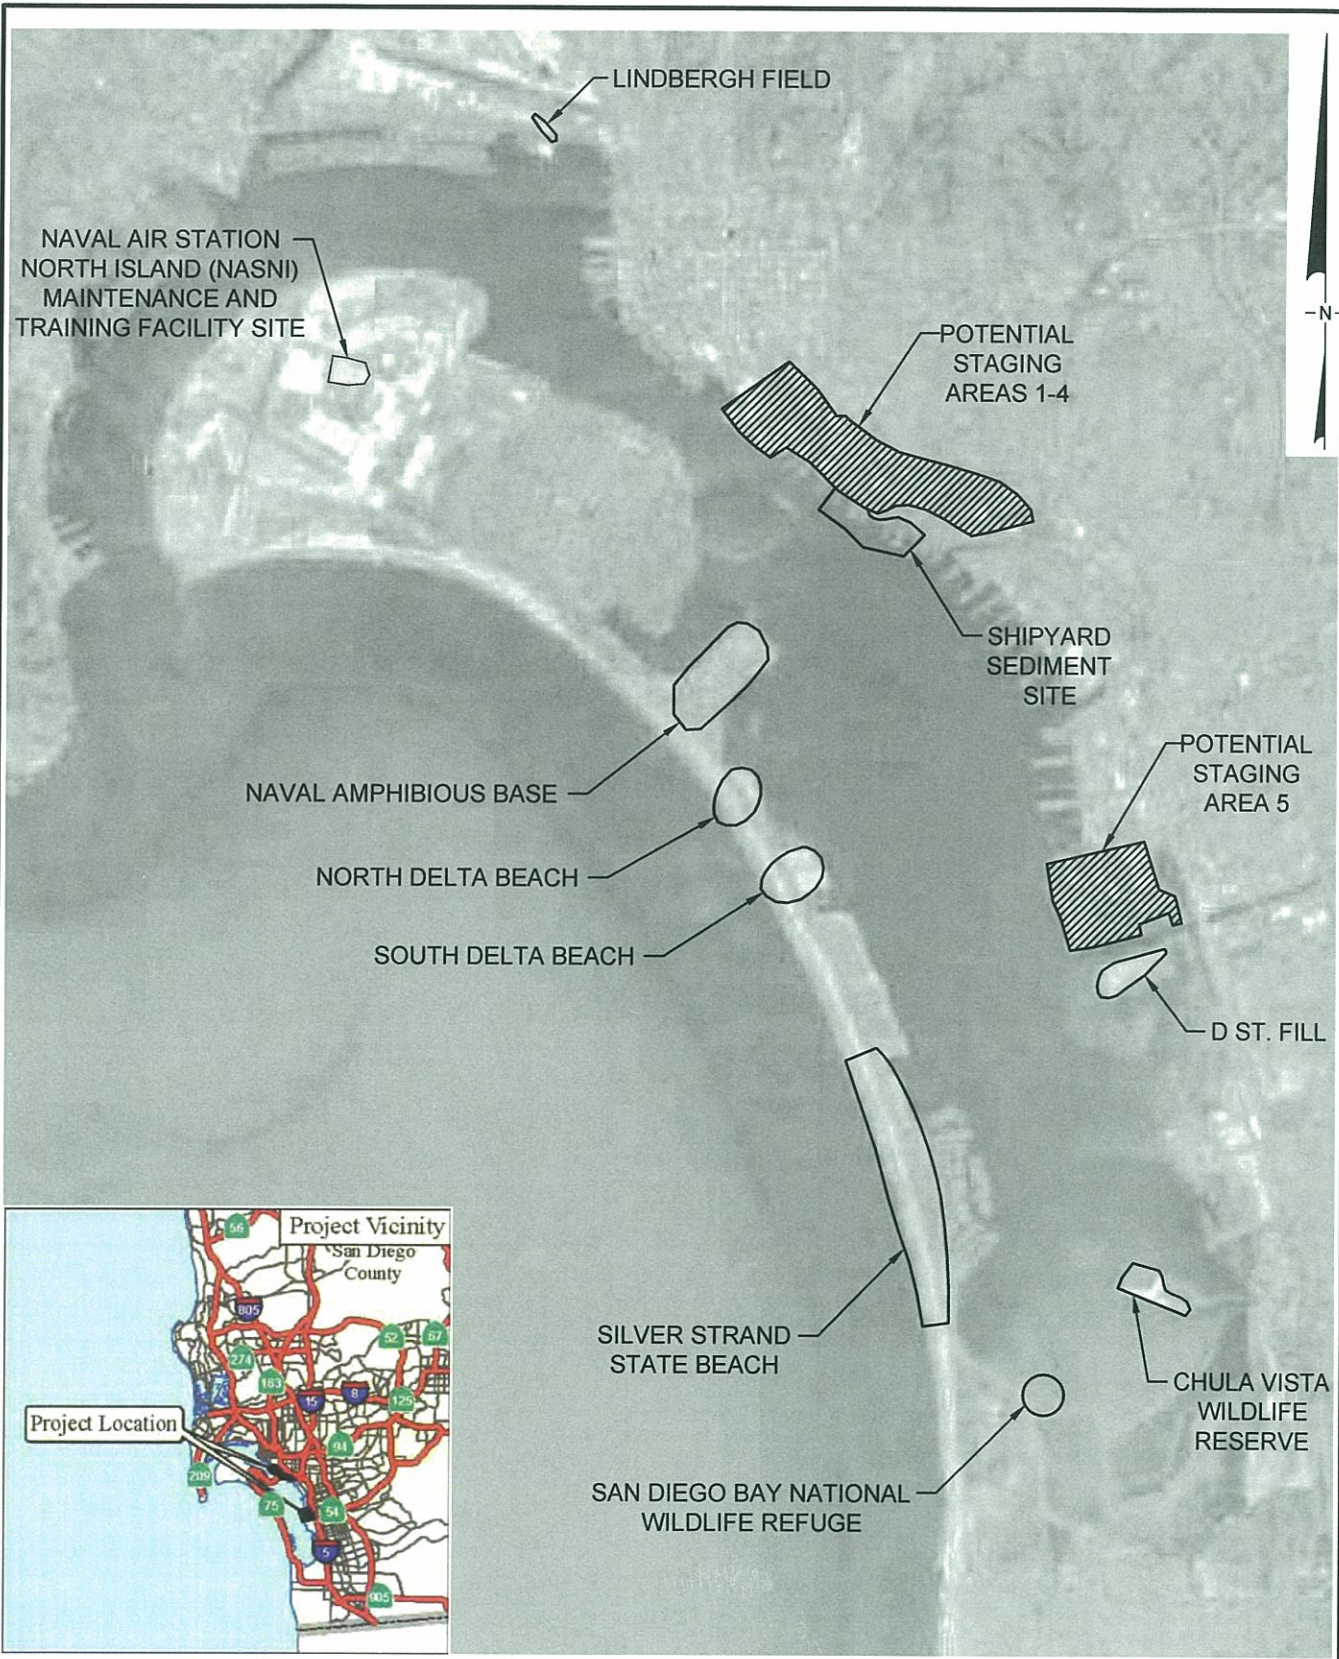 LINDBERGH FIELD
NAVAL AIR STATION
NORTH ISLAND (NASNI)
MAINTENANCE AND
TRAINING FACILITY SITE
N
POTENTIAL
STAGING
AREAS 1-4
SHIPYARD
SEDIMENT
SITE
POTENTIAL
STAGING
AREA 5
NAVAL AMPHIBIOUS BASE
NORTH DELTA BEACH
SOUTH DELTA BEACH
D ST. FILL
SILVER STRAND
STATE BEACH
CHULA VISTA
WILDLIFE
RESERVE
SAN DIEGO BAY NATIONAL
WILDLIFE REFUGE
Project Vicinity
San Diego
County
56
805
52
67
274
163
15
8
125
Project Location
94
209
75
54
5
905